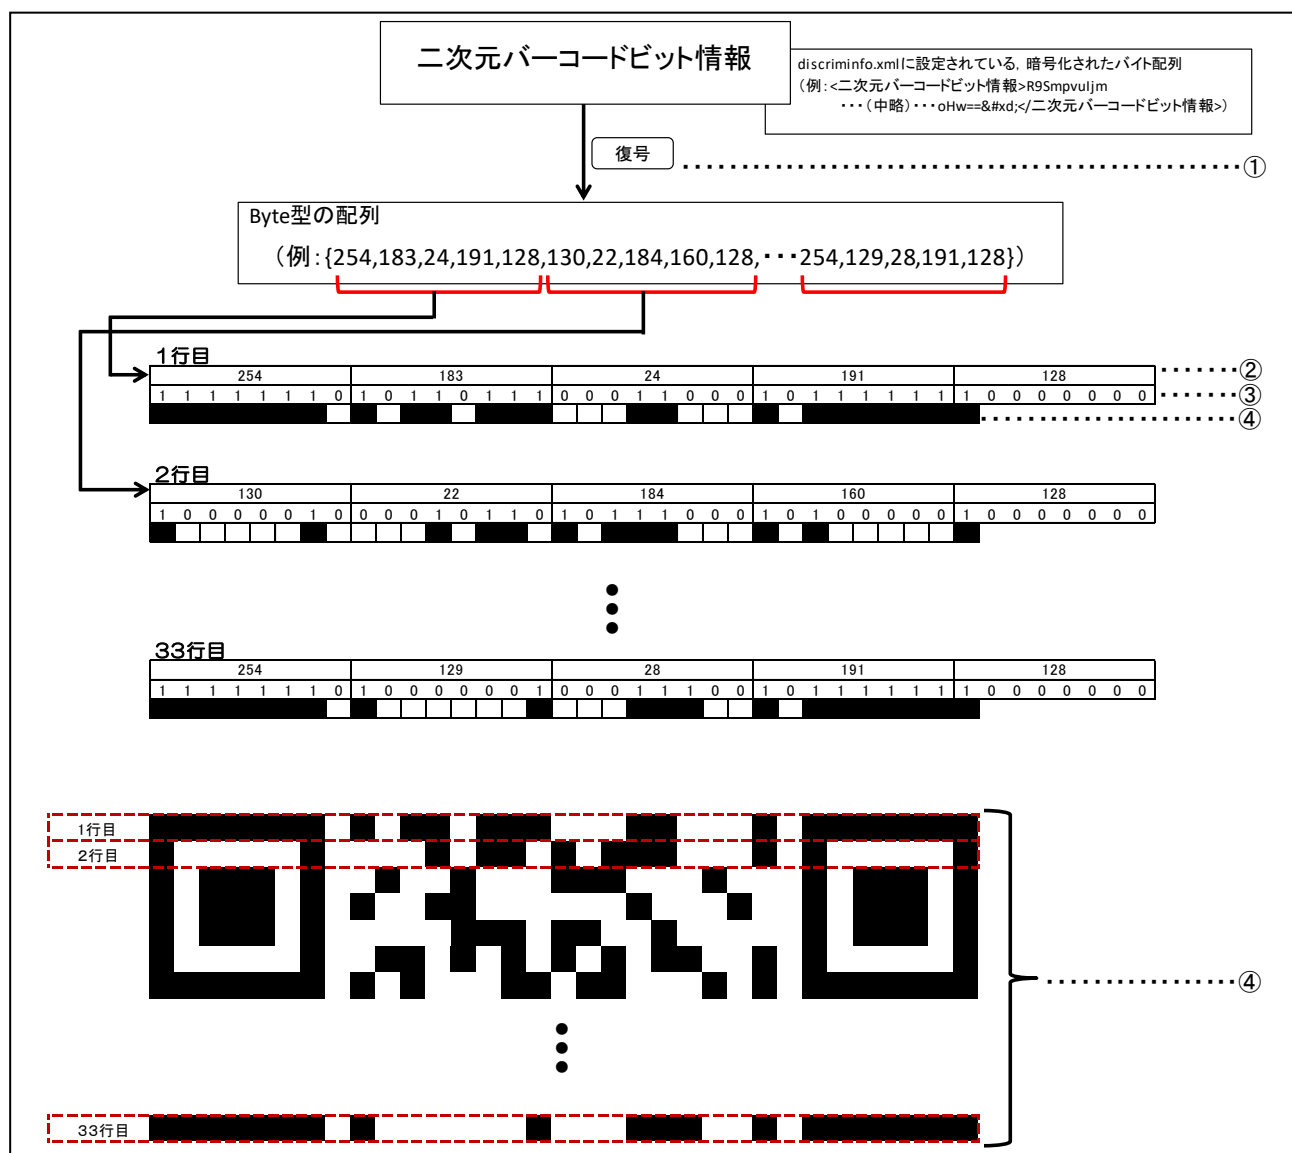 二次元バーコードビット情報
discriminfo.xmlに設定されている，暗号化されたバイト配列
（例：<二次元バーコードビット情報>R9SmpvuIjm
・・・（中略）・・・oHw==&#xd;</二次元バーコードビット情報>）
復号
①
Byte型の配列
（例：{254,183,24,191,128,130,22,184,160,128,・・・254,129,28,191,128}）
1行目
254 183 24 191 128 ②
1 1 1 1 1 1 1 0 1 0 1 1 0 1 1 1 0 0 0 1 1 0 0 0 1 0 1 1 1 1 1 1 1 0 0 0 0 0 0 0 ③
④
2行目
130 22 184 160 128
1 0 0 0 0 0 1 0 0 0 0 1 0 1 1 0 1 0 1 1 1 0 0 0 1 0 1 0 0 0 0 0 1 0 0 0 0 0 0 0
33行目
254 129 28 191 128
1 1 1 1 1 1 1 0 1 0 0 0 0 0 0 1 0 0 0 1 1 1 0 0 1 0 1 1 1 1 1 1 1 0 0 0 0 0 0 0
1行目
2行目
④
33行目